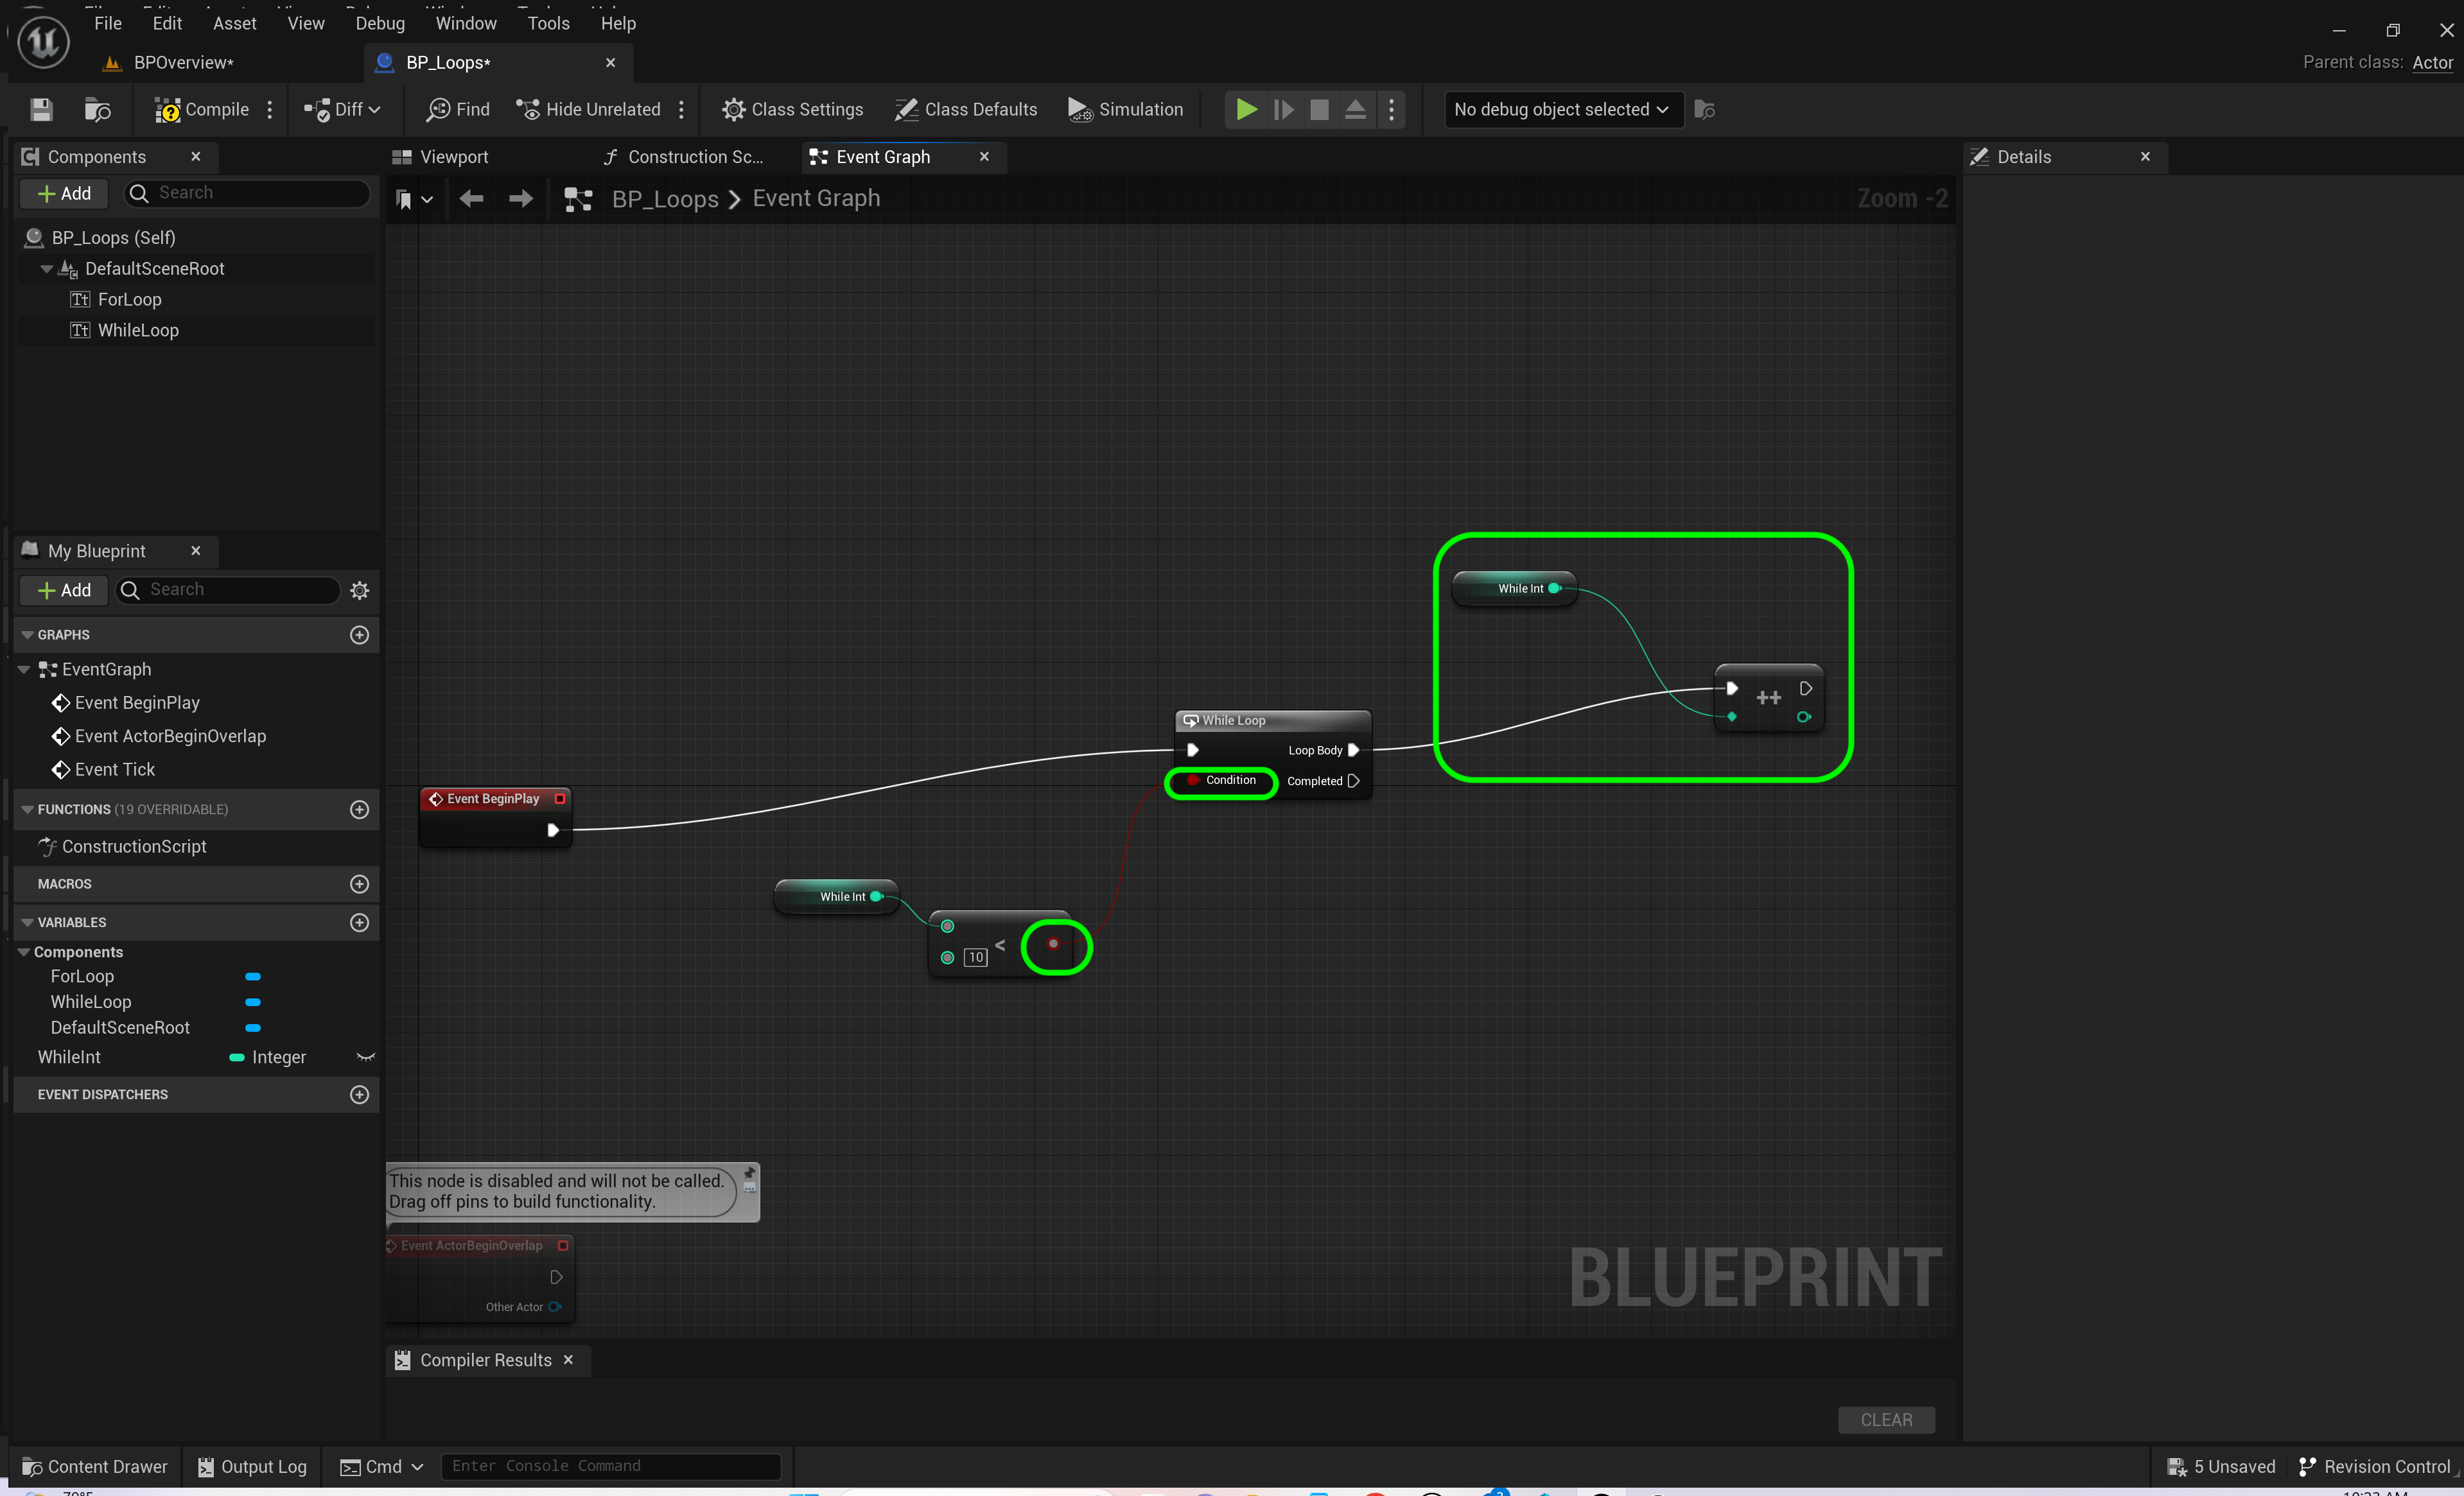 File Edit Asset View Debug Window Tools Help
BPOverview*
BP_Loops*
Parent class: Actor
Compile
Diff
Find
Hide Unrelated
Class Settings
Class Defaults
Simulation
No debug object selected
Components
Viewport
Construction Sc...
Event Graph
Details
Add
Search
BP_Loops > Event Graph
Zoom -2
BP_Loops (Self)
DefaultSceneRoot
ForLoop
WhileLoop
My Blueprint
Add
Search
GRAPHS
EventGraph
Event BeginPlay
Event ActorBeginOverlap
Event Tick
FUNCTIONS (19 OVERRIDABLE)
ConstructionScript
MACROS
VARIABLES
Components
ForLoop
WhileLoop
DefaultSceneRoot
WhileInt Integer
EVENT DISPATCHERS
While Int
++
While Loop
Loop Body
Condition
Completed
Event BeginPlay
While Int
10 <
This node is disabled and will not be called.
Drag off pins to build functionality.
Event ActorBeginOverlap
Other Actor
BLUEPRINT
Compiler Results
CLEAR
Content Drawer
Output Log
Cmd
Enter Console Command
5 Unsaved
Revision Control